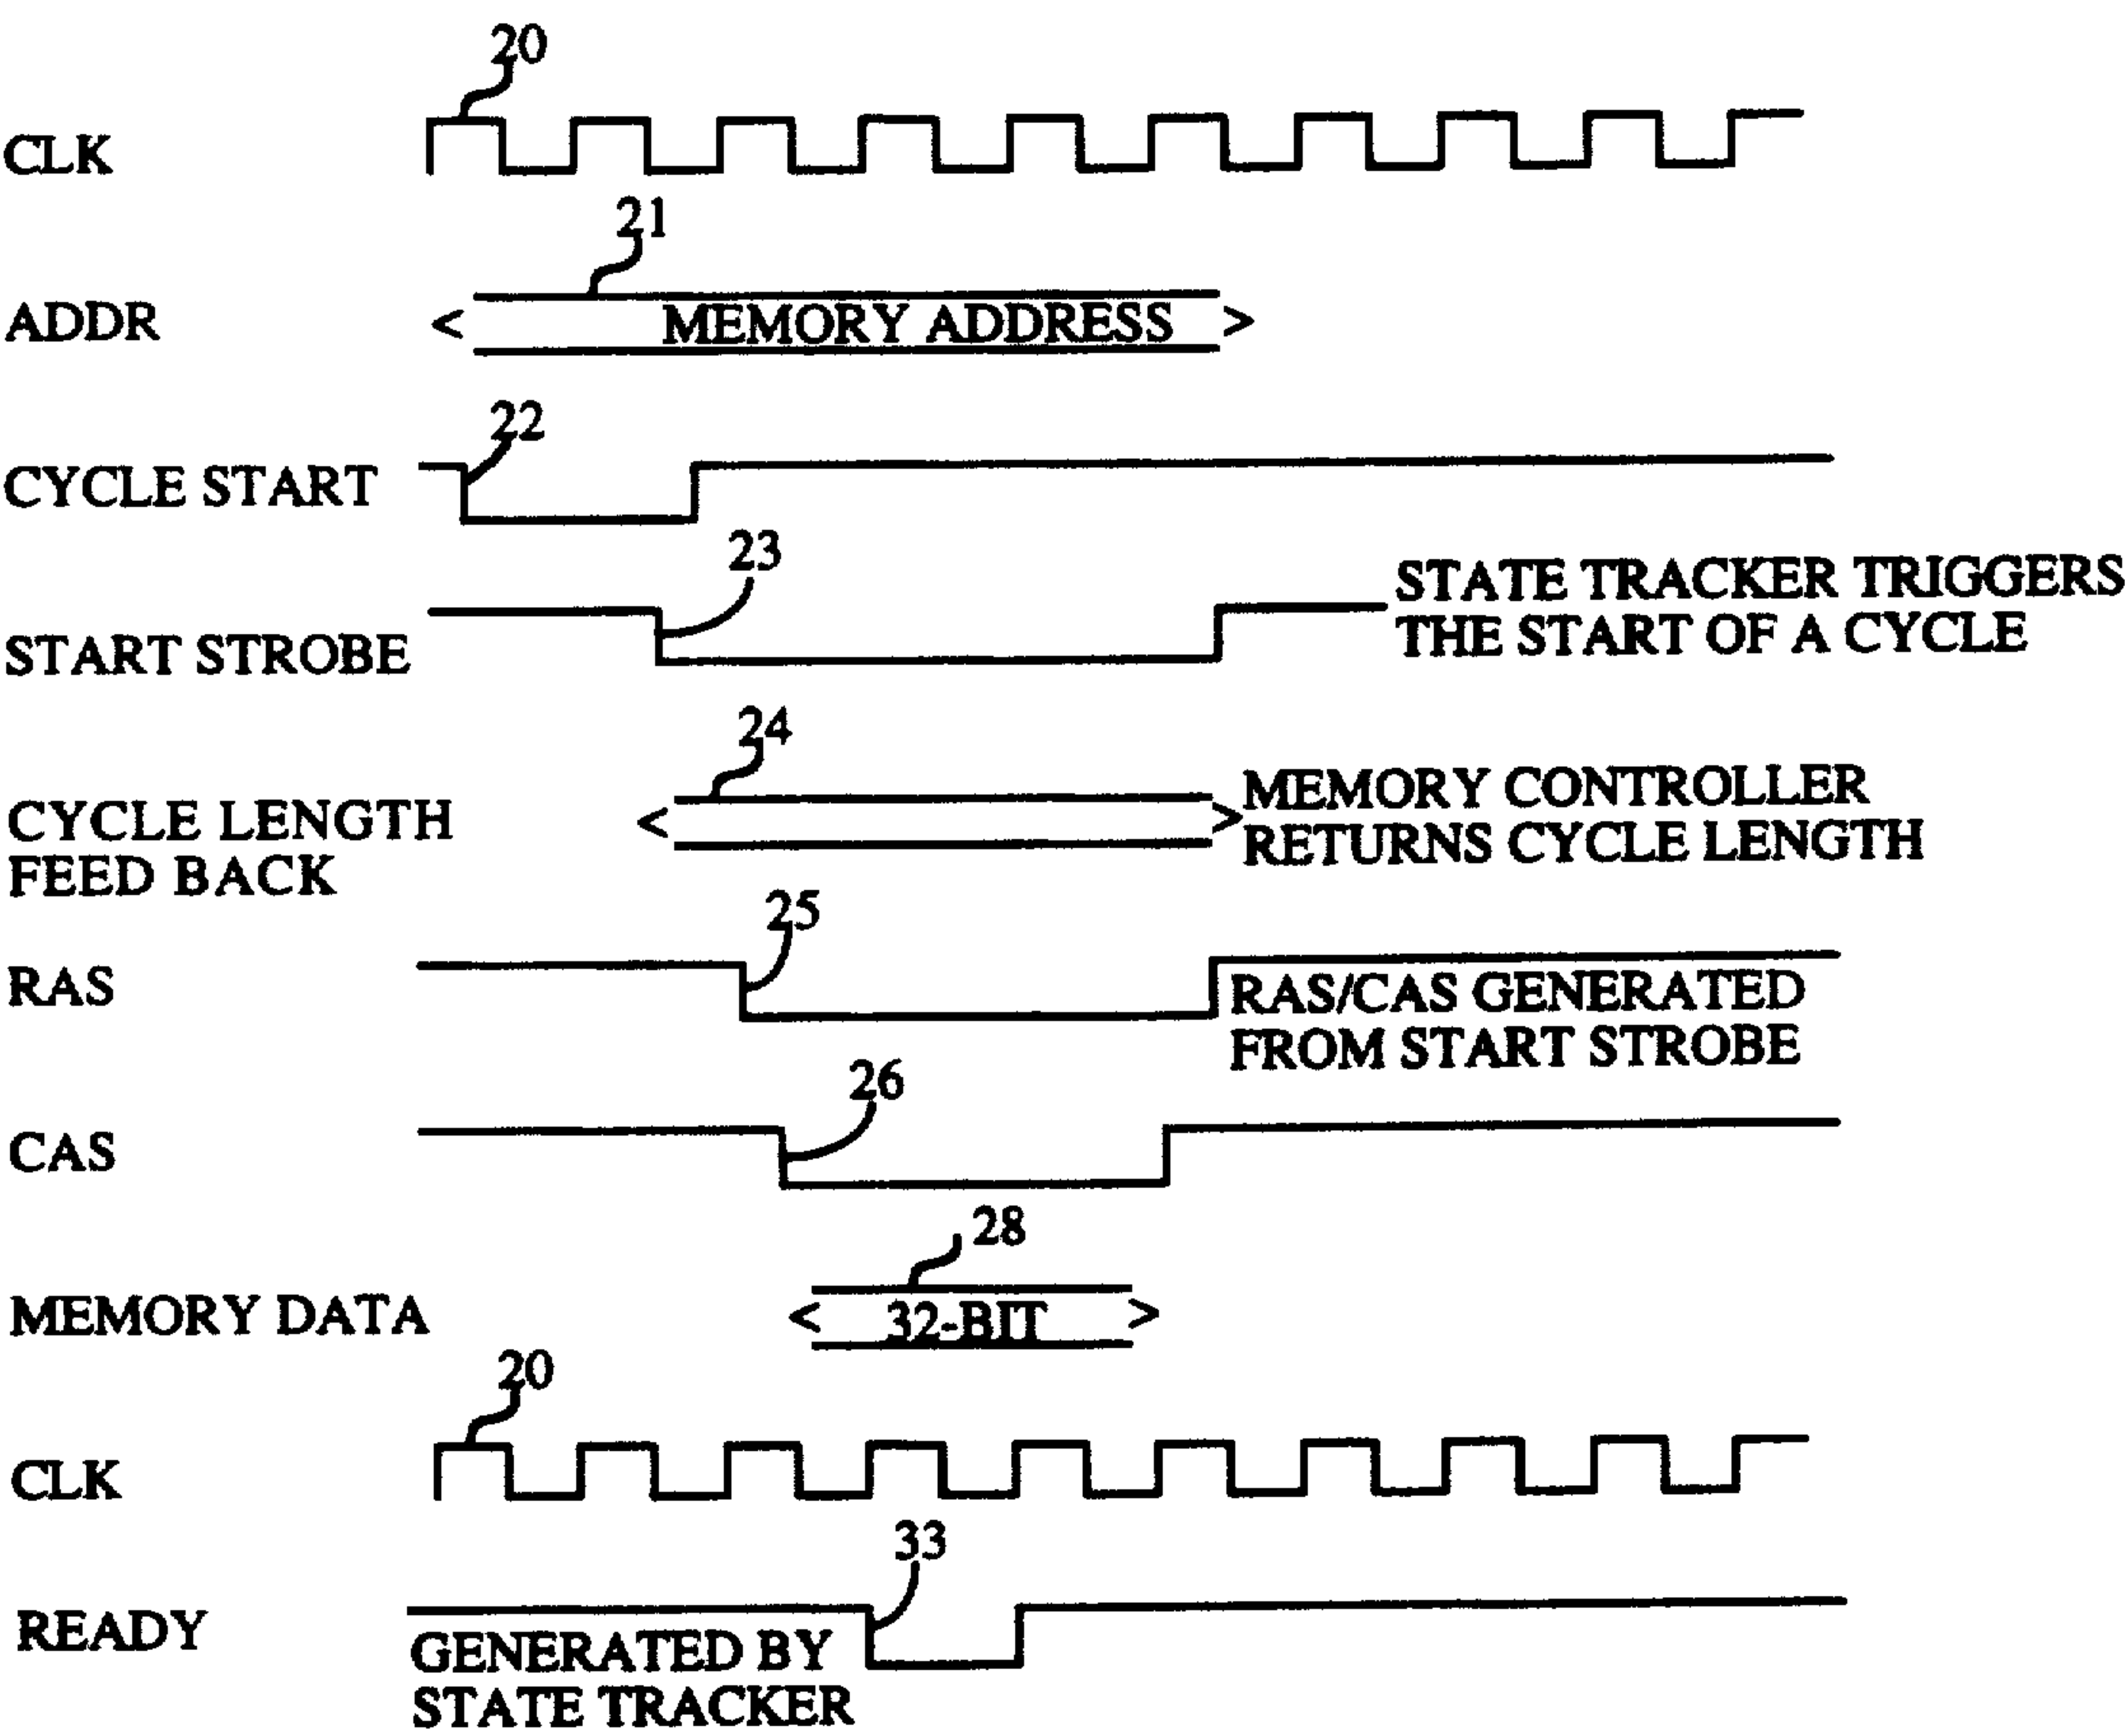 20
CLK
21
ADDR < MEMORY ADDRESS >
22
CYCLE START
23
START STROBE
STATE TRACKER TRIGGERS
THE START OF A CYCLE
24
CYCLE LENGTH
FEED BACK
< >
MEMORY CONTROLLER
RETURNS CYCLE LENGTH
25
RAS
RAS/CAS GENERATED
FROM START STROBE
26
CAS
28
MEMORY DATA < 32-BIT >
20
CLK
33
READY
GENERATED BY
STATE TRACKER